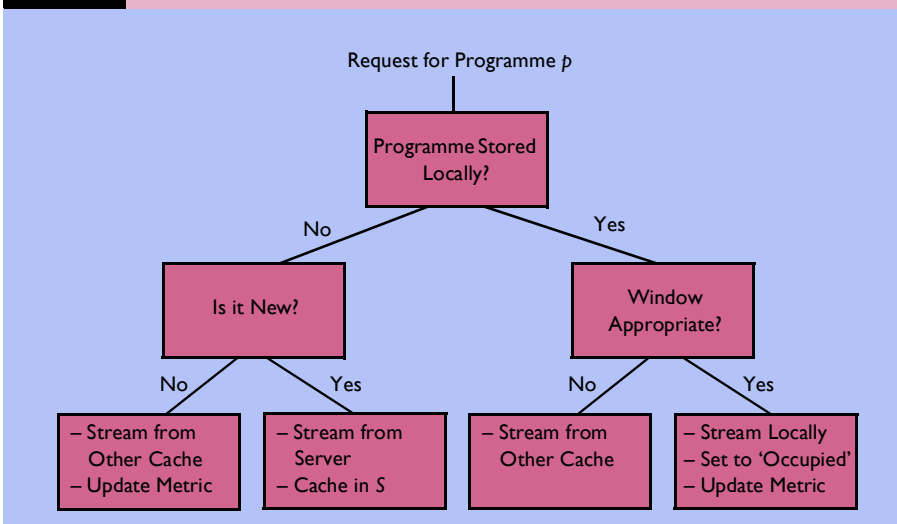 Request for Programme p
Programme Stored
Locally?
No
Yes
Is it New?
Window
Appropriate?
No
Yes
No
Yes
– Stream from
Other Cache
– Update Metric
– Stream from
Server
– Cache in S
– Stream from
Other Cache
– Stream Locally
– Set to ‘Occupied’
– Update Metric